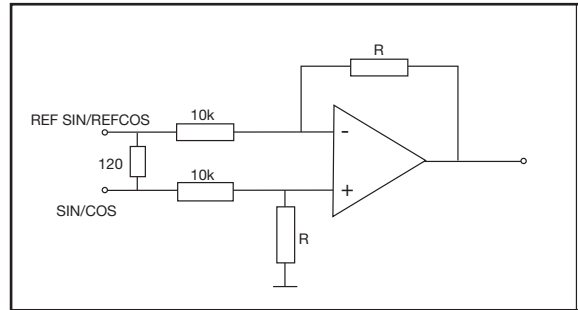 R
REF SIN/REFCOS
10k
-
120
10k
+
SIN/COS
R